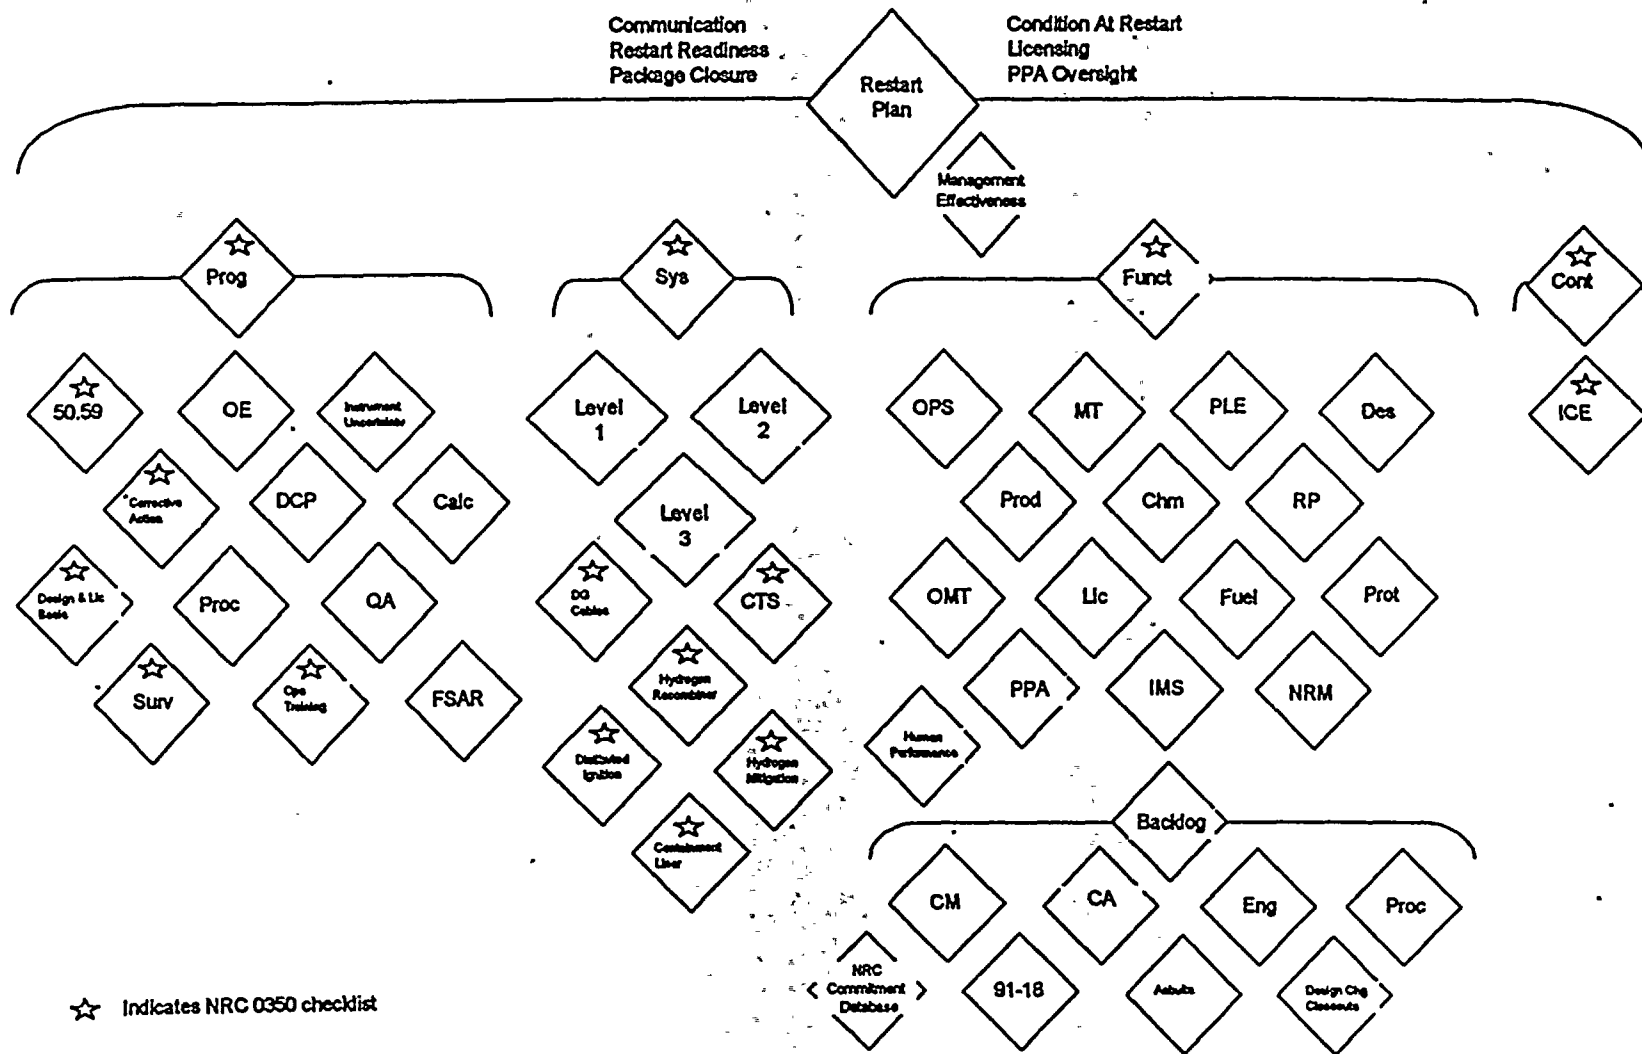 Communication
Restart Readiness
Package Closure
Condition At Restart
Licensing
PPA Oversight
Restart
Plan
Management
Effectiveness
Prog
Sys
Funct
Cont
50.59
OE
Instrument
Uncertainty
Corrective
Action
DCP
Calc
Design & Lic
Basis
Proc
QA
Surv
Ops
Training
FSAR
Level
1
Level
2
Level
3
DG
Cables
CTS
Hydrogen
Recombiner
Distributed
Ignition
Hydrogen
Mitigation
Containment
Liner
OPS
MT
PLE
Des
ICE
Prod
Chm
RP
OMT
Lic
Fuel
Prot
PPA
IMS
NRM
Human
Performance
Backlog
CM
CA
Eng
Proc
NRC
Commitment
Database
91-18
Asbuilts
Design Chg
Closeouts
Indicates NRC 0350 checklist